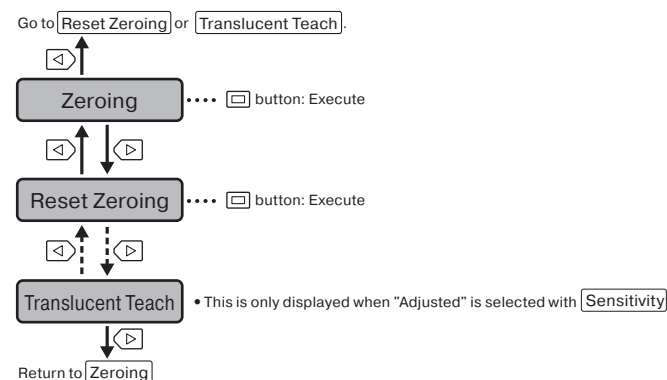 Go to Reset Zeroing or Translucent Teach.
Zeroing
button: Execute
Reset Zeroing
button: Execute
Translucent Teach
• This is only displayed when "Adjusted" is selected with Sensitivity
Return to Zeroing